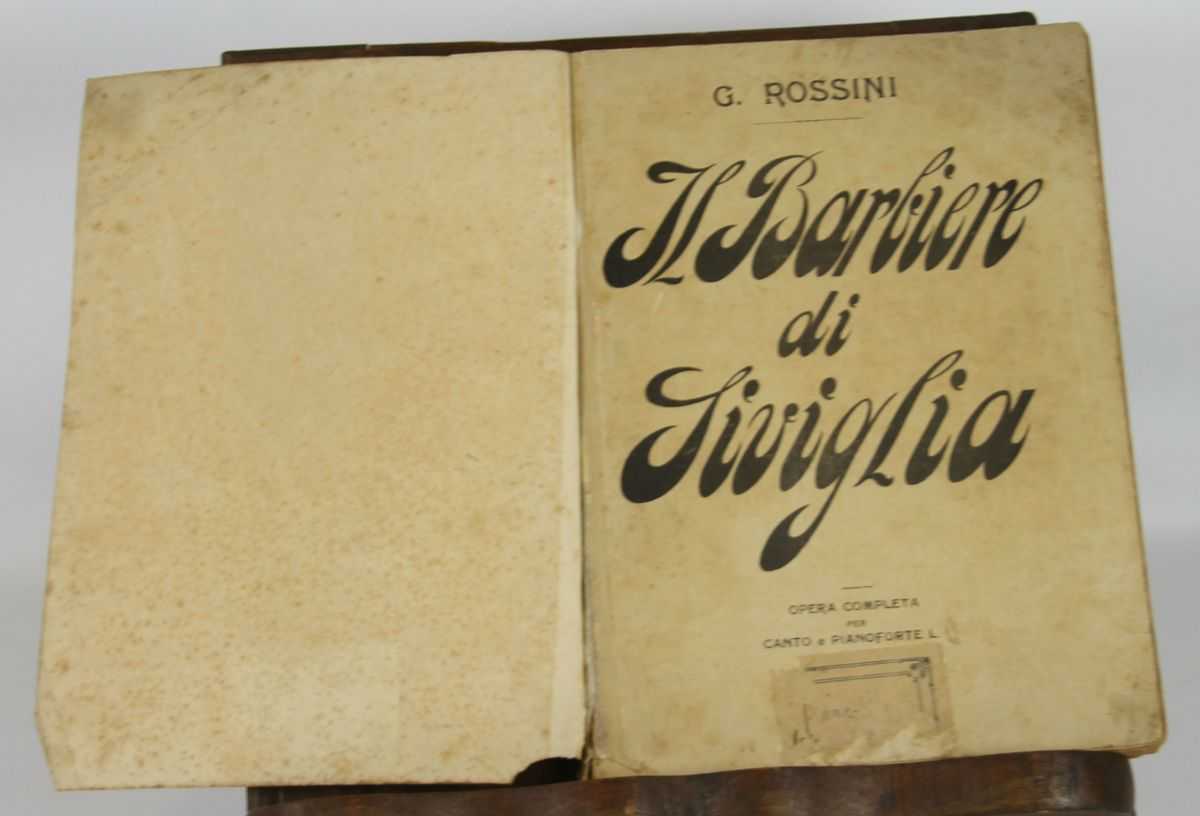 G. ROSSINI
Il Barbiere
di
Siviglia
OPERA COMPLETA
PER
CANTO e PIANOFORTE L.